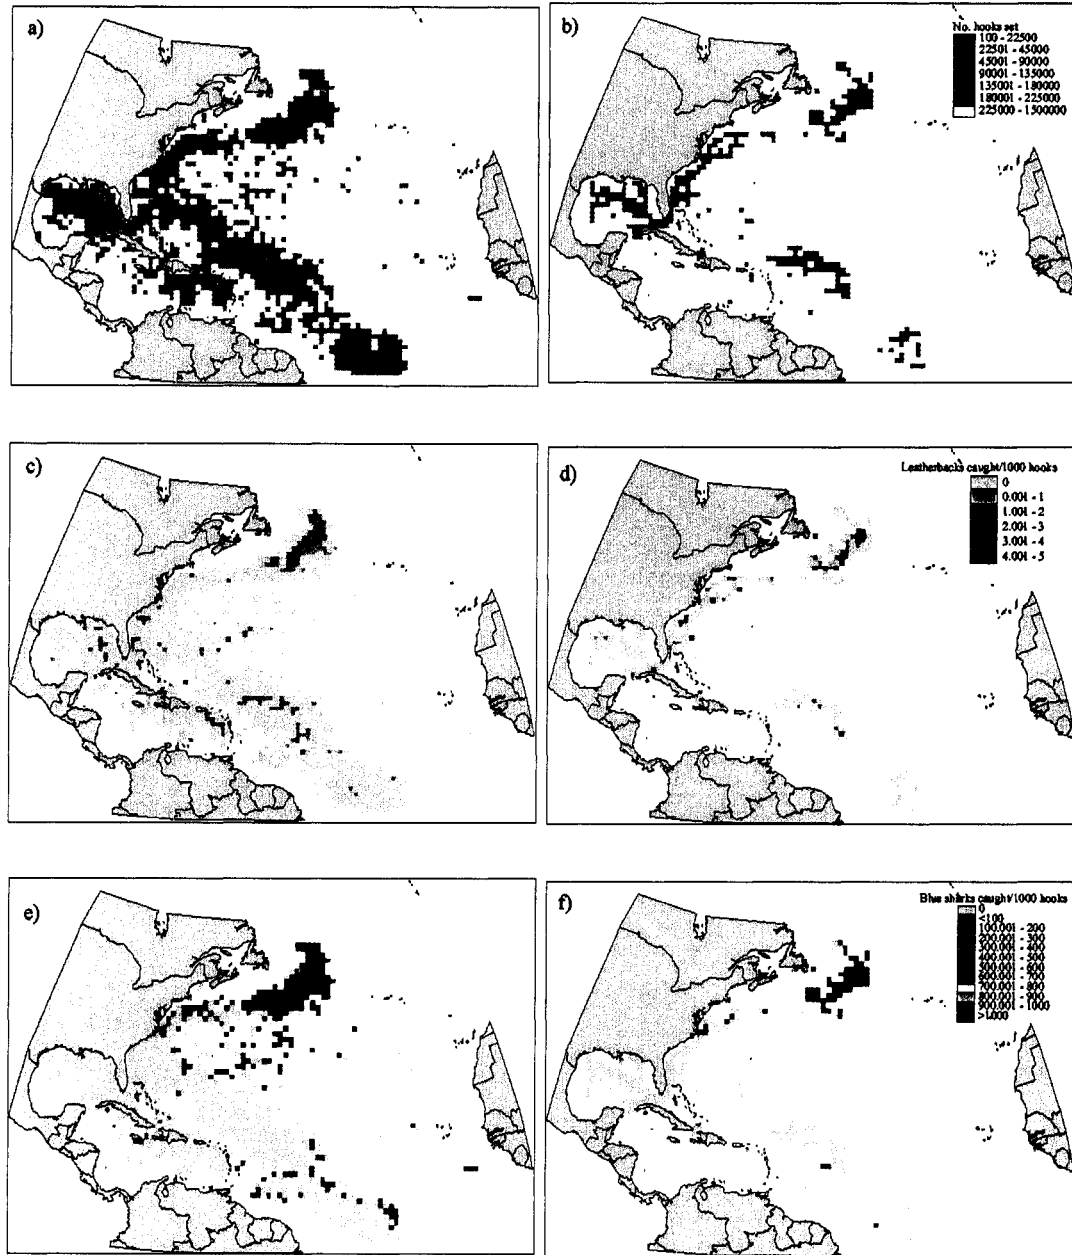 a)
b)
No. hooks set
100 - 22500
22501 - 45000
45001 - 90000
90001 - 135000
135001 - 180000
180001 - 225000
225000 - 1500000
c)
d)
Leatherbacks caught/1000 hooks
0
0.001 - 1
1.001 - 2
2.001 - 3
3.001 - 4
4.001 - 5
e)
f)
Blue sharks caught/1000 hooks
0
<100
100.001 - 200
200.001 - 300
300.001 - 400
400.001 - 500
500.001 - 600
600.001 - 700
700.001 - 800
800.001 - 900
900.001 - 1000
>1000